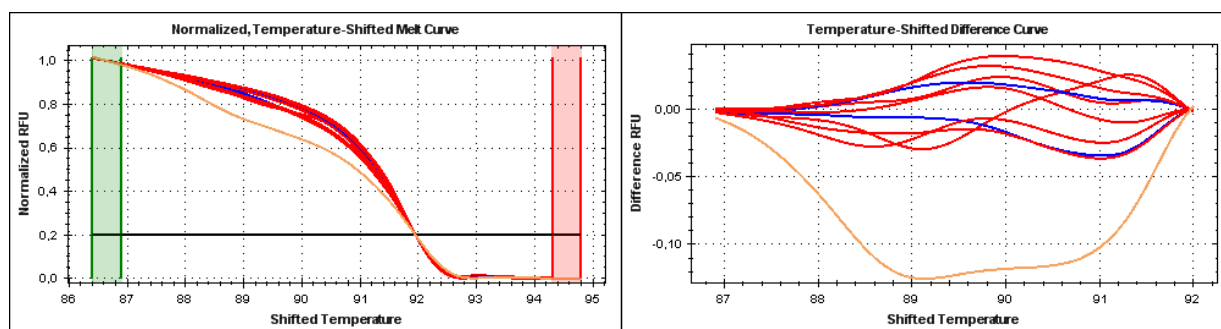 Normalized, Temperature-Shifted Melt Curve
Normalized RFU
1,0
0,8
0,6
0,4
0,2
0,0
86 87 88 89 90 91 92 93 94 95
Shifted Temperature
Temperature-Shifted Difference Curve
Difference RFU
0,00
-0,05
-0,10
87 88 89 90 91 92
Shifted Temperature